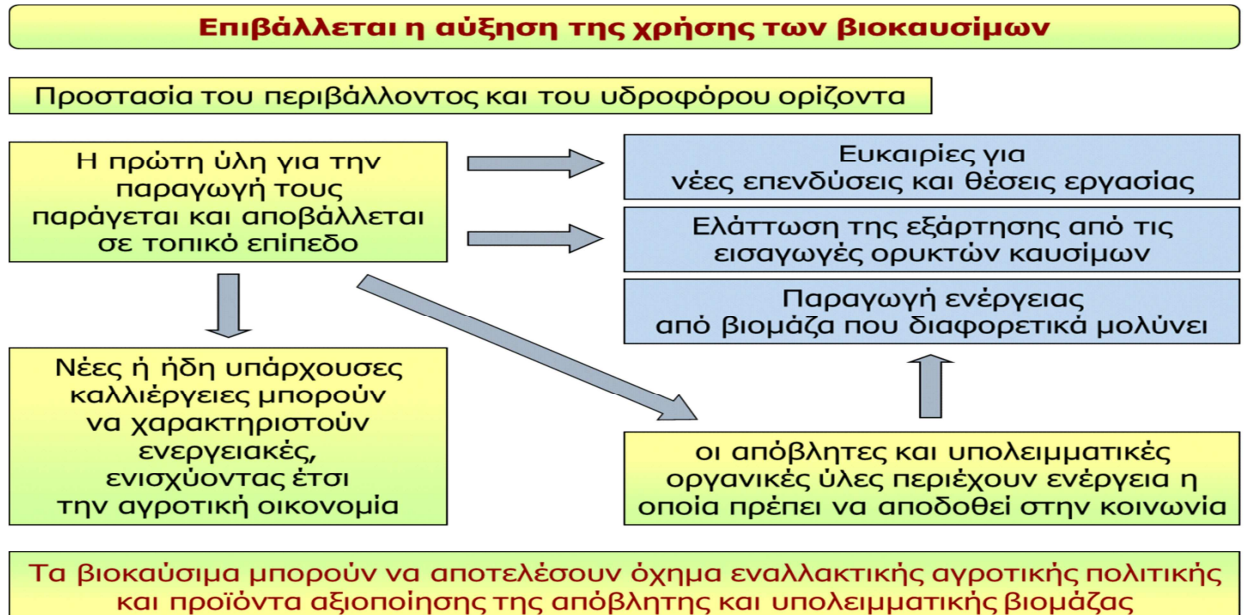 Επιβάλλεται η αύξηση της χρήσης των βιοκαυσίμων
Προστασία του περιβάλλοντος και του υδροφόρου ορίζοντα
Η πρώτη ύλη για την
παραγωγή τους
παράγεται και αποβάλλεται
σε τοπικό επίπεδο
Ευκαιρίες για
νέες επενδύσεις και θέσεις εργασίας
Ελάττωση της εξάρτησης από τις
εισαγωγές ορυκτών καυσίμων
Παραγωγή ενέργειας
από βιομάζα που διαφορετικά μολύνει
Νέες ή ήδη υπάρχουσες
καλλιέργειες μπορούν
να χαρακτηριστούν
ενεργειακές,
ενισχύοντας έτσι
την αγροτική οικονομία
οι απόβλητες και υπολειμματικές
οργανικές ύλες περιέχουν ενέργεια η
οποία πρέπει να αποδοθεί στην κοινωνία
Τα βιοκαύσιμα μπορούν να αποτελέσουν όχημα εναλλακτικής αγροτικής πολιτικής
και προϊόντα αξιοποίησης της απόβλητης και υπολειμματικής βιομάζας